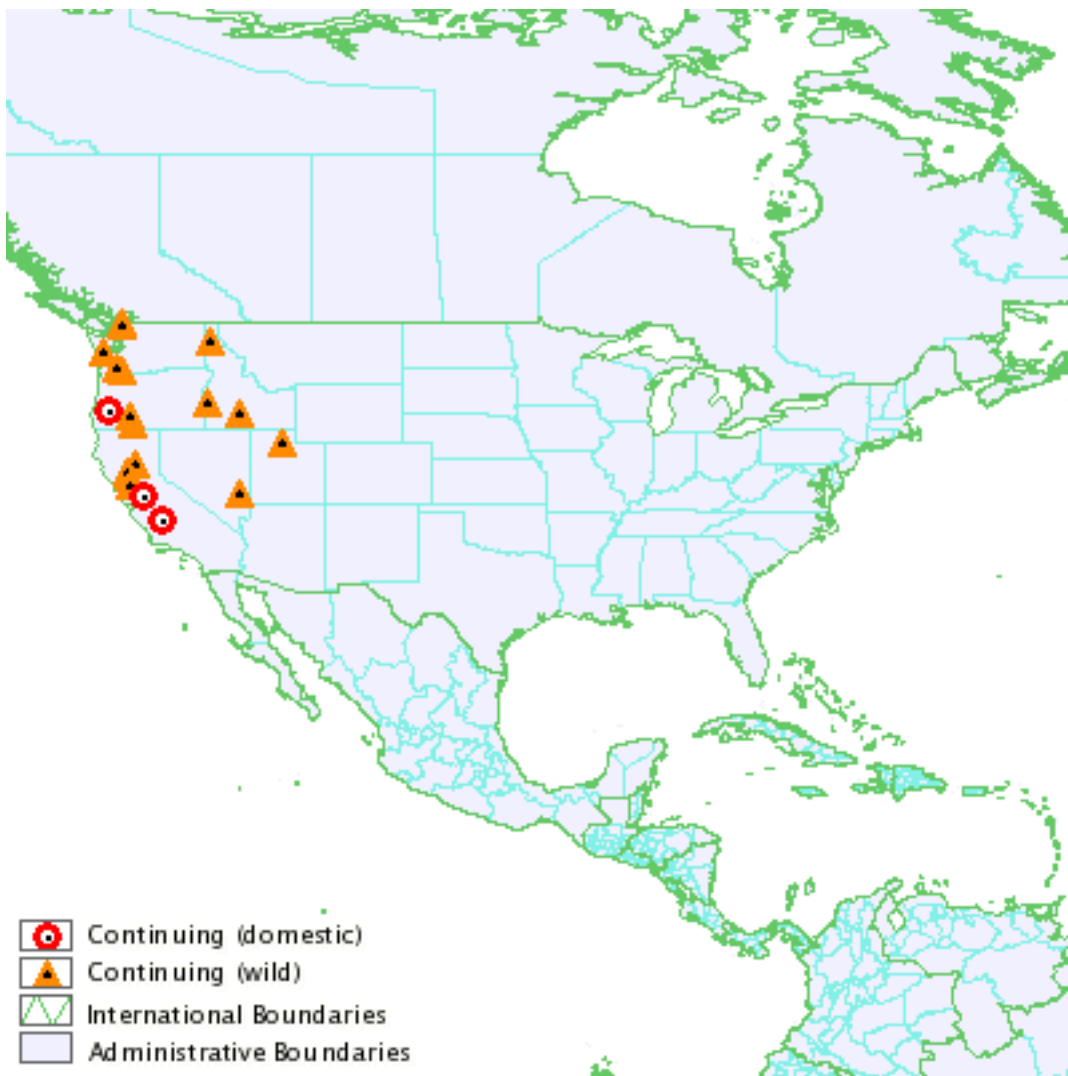 Continuing (domestic)
Continuing (wild)
International Boundaries
Administrative Boundaries